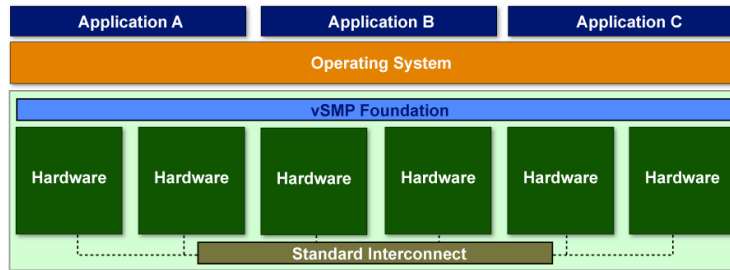 Application A
Application B
Application C
Operating System
vSMP Foundation
Hardware
Hardware
Hardware
Hardware
Hardware
Hardware
Standard Interconnect